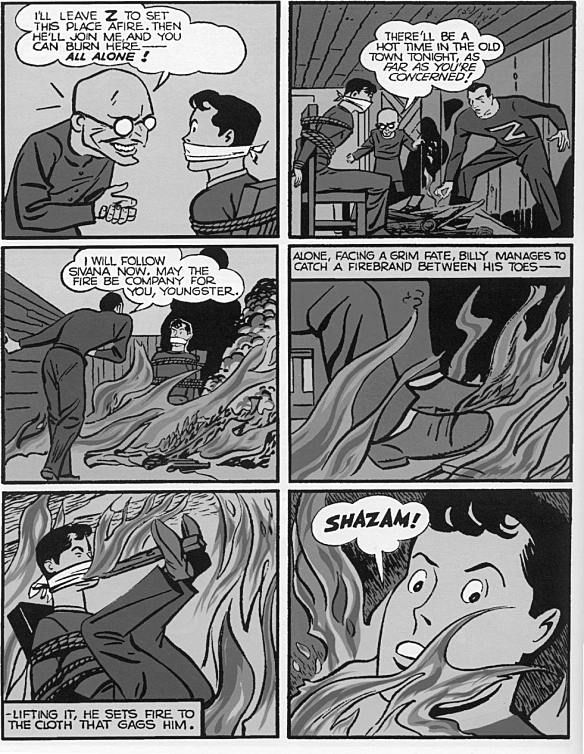 I'LL LEAVE Z TO SET
THIS PLACE AFIRE. THEN
HE'LL JOIN ME, AND YOU
CAN BURN HERE—
ALL ALONE!
THERE'LL BE A
HOT TIME IN THE OLD
TOWN TONIGHT, AS
FAR AS YOU'RE
CONCERNED!
Z
I WILL FOLLOW
SIVANA NOW. MAY THE
FIRE BE COMPANY FOR
YOU, YOUNGSTER.
ALONE, FACING A GRIM FATE, BILLY MANAGES TO
CATCH A FIREBRAND BETWEEN HIS TOES—
-LIFTING IT, HE SETS FIRE TO
THE CLOTH THAT GAGS HIM.
SHAZAM!